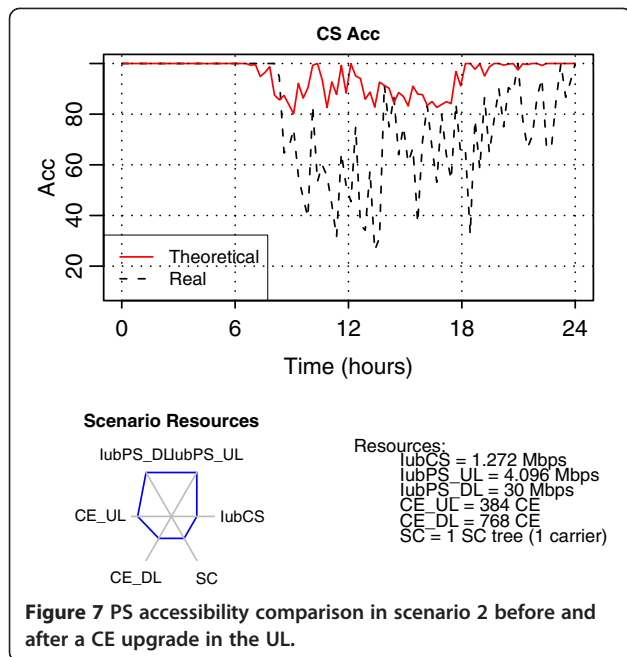 CS Acc
Acc
80
60
40
20
Theoretical
Real
0
6
12
18
24
Time (hours)
Scenario Resources
IubPS_DL
IubPS_UL
CE_UL
IubCS
CE_DL
SC
Resources:
IubCS = 1.272 Mbps
IubPS_UL = 4.096 Mbps
IubPS_DL = 30 Mbps
CE_UL = 384 CE
CE_DL = 768 CE
SC = 1 SC tree (1 carrier)
Figure 7 PS accessibility comparison in scenario 2 before and
after a CE upgrade in the UL.